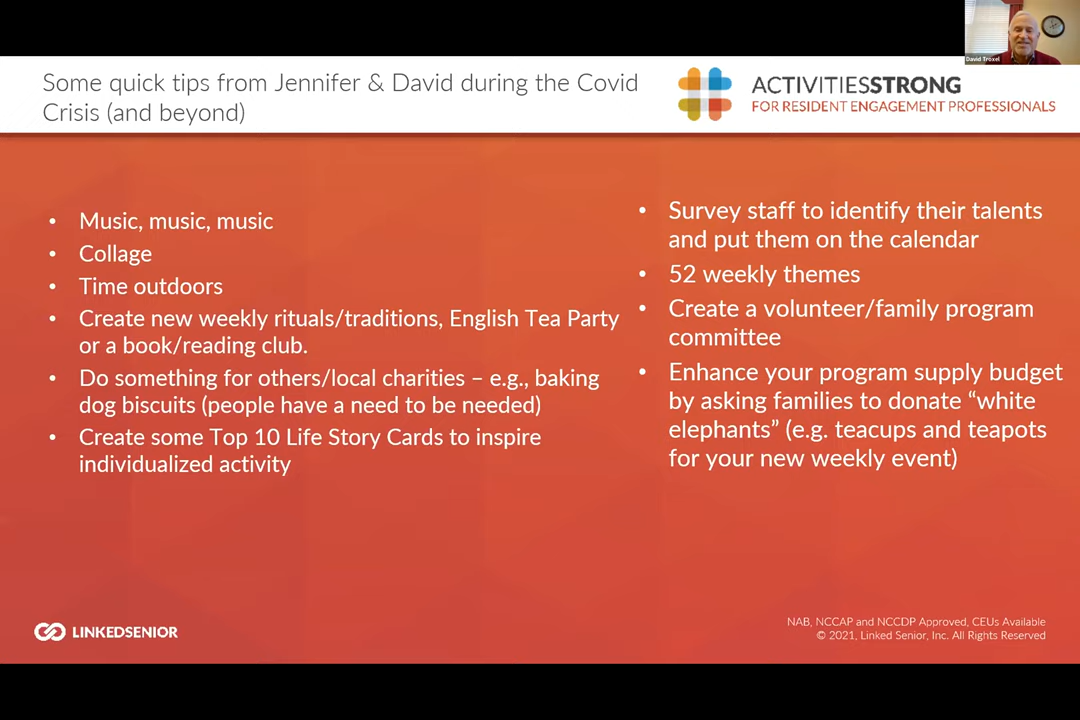 David Troxel
Some quick tips from Jennifer & David during the Covid
Crisis (and beyond)
ACTIVITIESSTRONG
FOR RESIDENT ENGAGEMENT PROFESSIONALS
• Music, music, music
• Collage
• Time outdoors
• Create new weekly rituals/traditions, English Tea Party
or a book/reading club.
• Do something for others/local charities – e.g., baking
dog biscuits (people have a need to be needed)
• Create some Top 10 Life Story Cards to inspire
individualized activity
• Survey staff to identify their talents
and put them on the calendar
• 52 weekly themes
• Create a volunteer/family program
committee
• Enhance your program supply budget
by asking families to donate “white
elephants” (e.g. teacups and teapots
for your new weekly event)
LINKEDSENIOR
NAB, NCCAP and NCCDP Approved, CEUs Available
© 2021, Linked Senior, Inc. All Rights Reserved